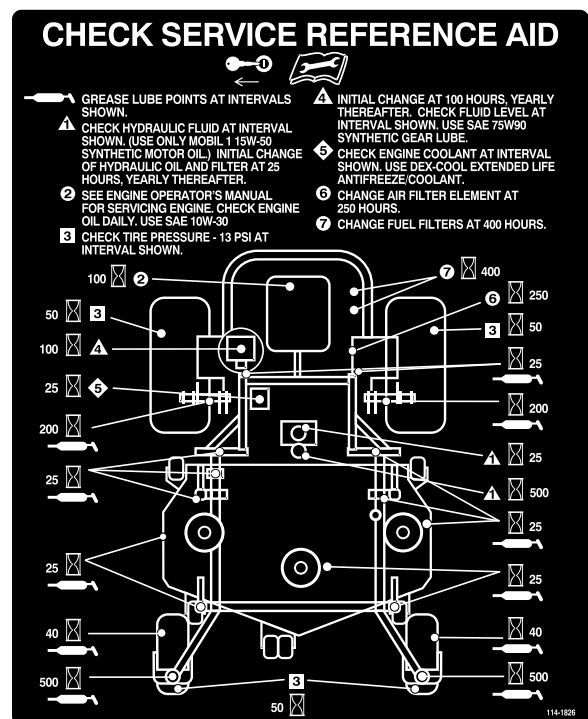 CHECK SERVICE REFERENCE AID
GREASE LUBE POINTS AT INTERVALS
SHOWN.
1 CHECK HYDRAULIC FLUID AT INTERVAL
SHOWN. (USE ONLY MOBIL 1 15W-50
SYNTHETIC MOTOR OIL.) INITIAL CHANGE
OF HYDRAULIC OIL AND FILTER AT 25
HOURS, YEARLY THEREAFTER.
2 SEE ENGINE OPERATOR'S MANUAL
FOR SERVICING ENGINE. CHECK ENGINE
OIL DAILY. USE SAE 10W-30
3 CHECK TIRE PRESSURE - 13 PSI AT
INTERVAL SHOWN.
4 INITIAL CHANGE AT 100 HOURS, YEARLY
THEREAFTER. CHECK FLUID LEVEL AT
INTERVAL SHOWN. USE SAE 75W90
SYNTHETIC GEAR LUBE.
5 CHECK ENGINE COOLANT AT INTERVAL
SHOWN. USE DEX-COOL EXTENDED LIFE
ANTIFREEZE/COOLANT.
6 CHANGE AIR FILTER ELEMENT AT
250 HOURS.
7 CHANGE FUEL FILTERS AT 400 HOURS.
100 2
7 400
50 3
6 250
3 50
100 4
25
25 5
200
200
1 25
25
1 500
25
25
25
40
40
500
500
3
50
114-1826